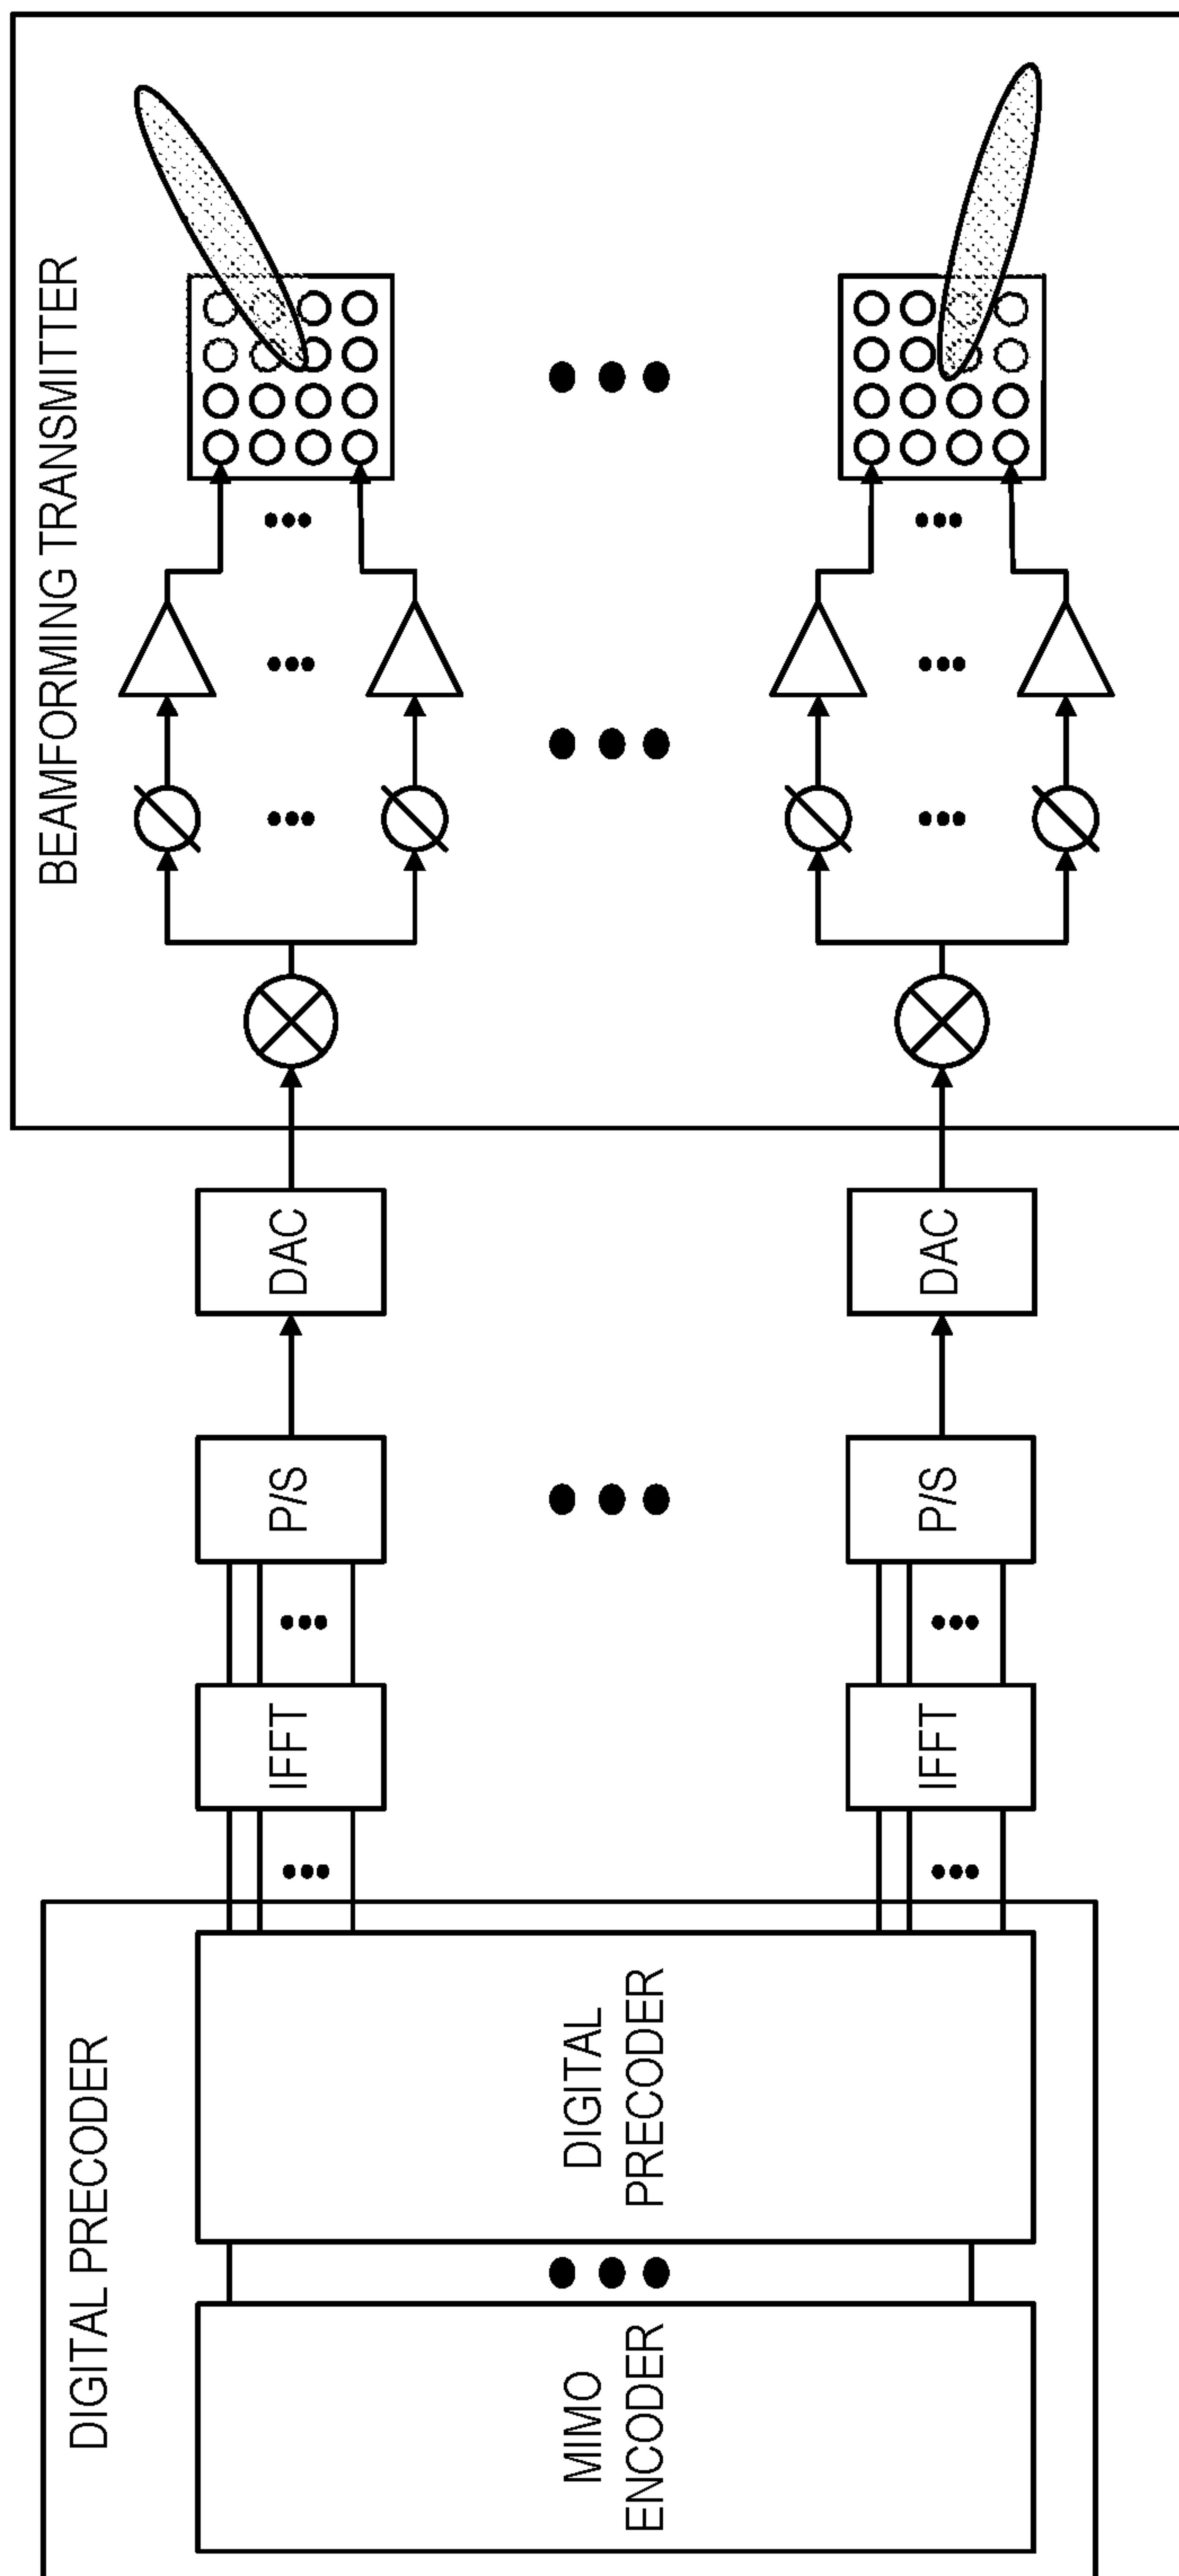 DIGITAL PRECODER
MIMO
ENCODER
DIGITAL
PRECODER
IFFT
P/S
DAC
IFFT
P/S
DAC
BEAMFORMING TRANSMITTER